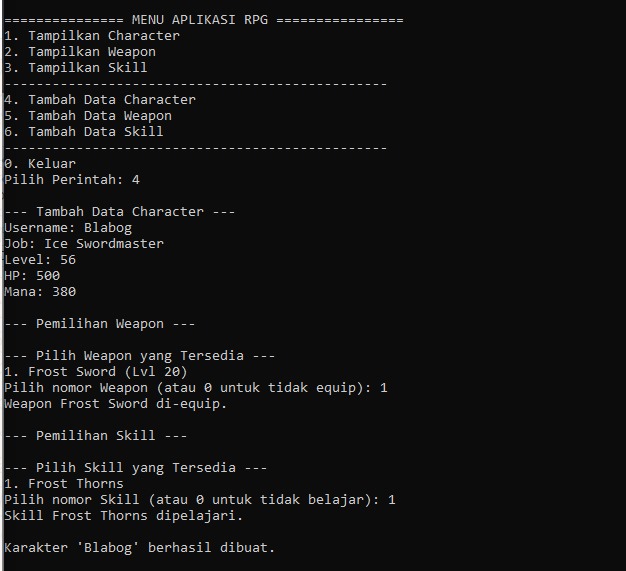 =============== MENU APLIKASI RPG ================
1. Tampilkan Character
2. Tampilkan Weapon
3. Tampilkan Skill
------------------------------------------------
4. Tambah Data Character
5. Tambah Data Weapon
6. Tambah Data Skill
------------------------------------------------
0. Keluar
Pilih Perintah: 4
--- Tambah Data Character ---
Username: Blabog
Job: Ice Swordmaster
Level: 56
HP: 500
Mana: 380
--- Pemilihan Weapon ---
--- Pilih Weapon yang Tersedia ---
1. Frost Sword (Lvl 20)
Pilih nomor Weapon (atau 0 untuk tidak equip): 1
Weapon Frost Sword di-equip.
--- Pemilihan Skill ---
--- Pilih Skill yang Tersedia ---
1. Frost Thorns
Pilih nomor Skill (atau 0 untuk tidak belajar): 1
Skill Frost Thorns dipelajari.
Karakter 'Blabog' berhasil dibuat.